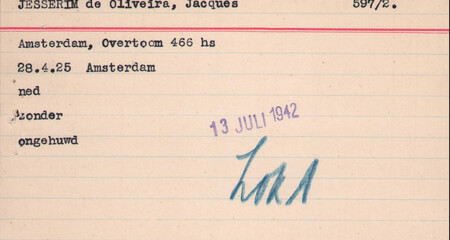 JESSERIM de Oliveira, Jacques 597/2.
Amsterdam, Overtoom 466 hs
28.4.25 Amsterdam
ned
zonder
ongehuwd
13 JULI 1942